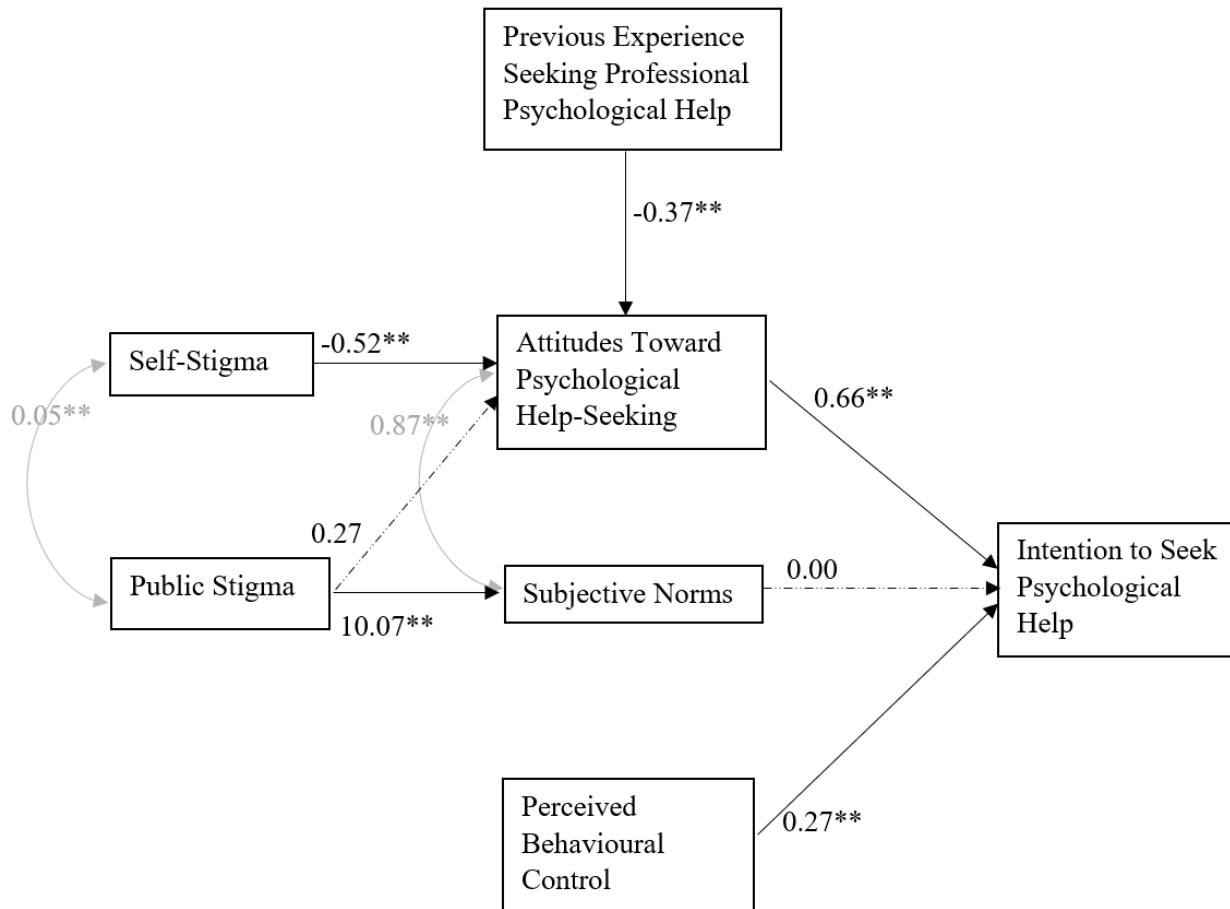 Previous Experience
Seeking Professional
Psychological Help
-0.37**
Self-Stigma
-0.52**
Attitudes Toward
Psychological
Help-Seeking
0.66**
0.05**
0.87**
0.27
Public Stigma
10.07**
Subjective Norms
0.00
Intention to Seek
Psychological
Help
Perceived
Behavioural
Control
0.27**